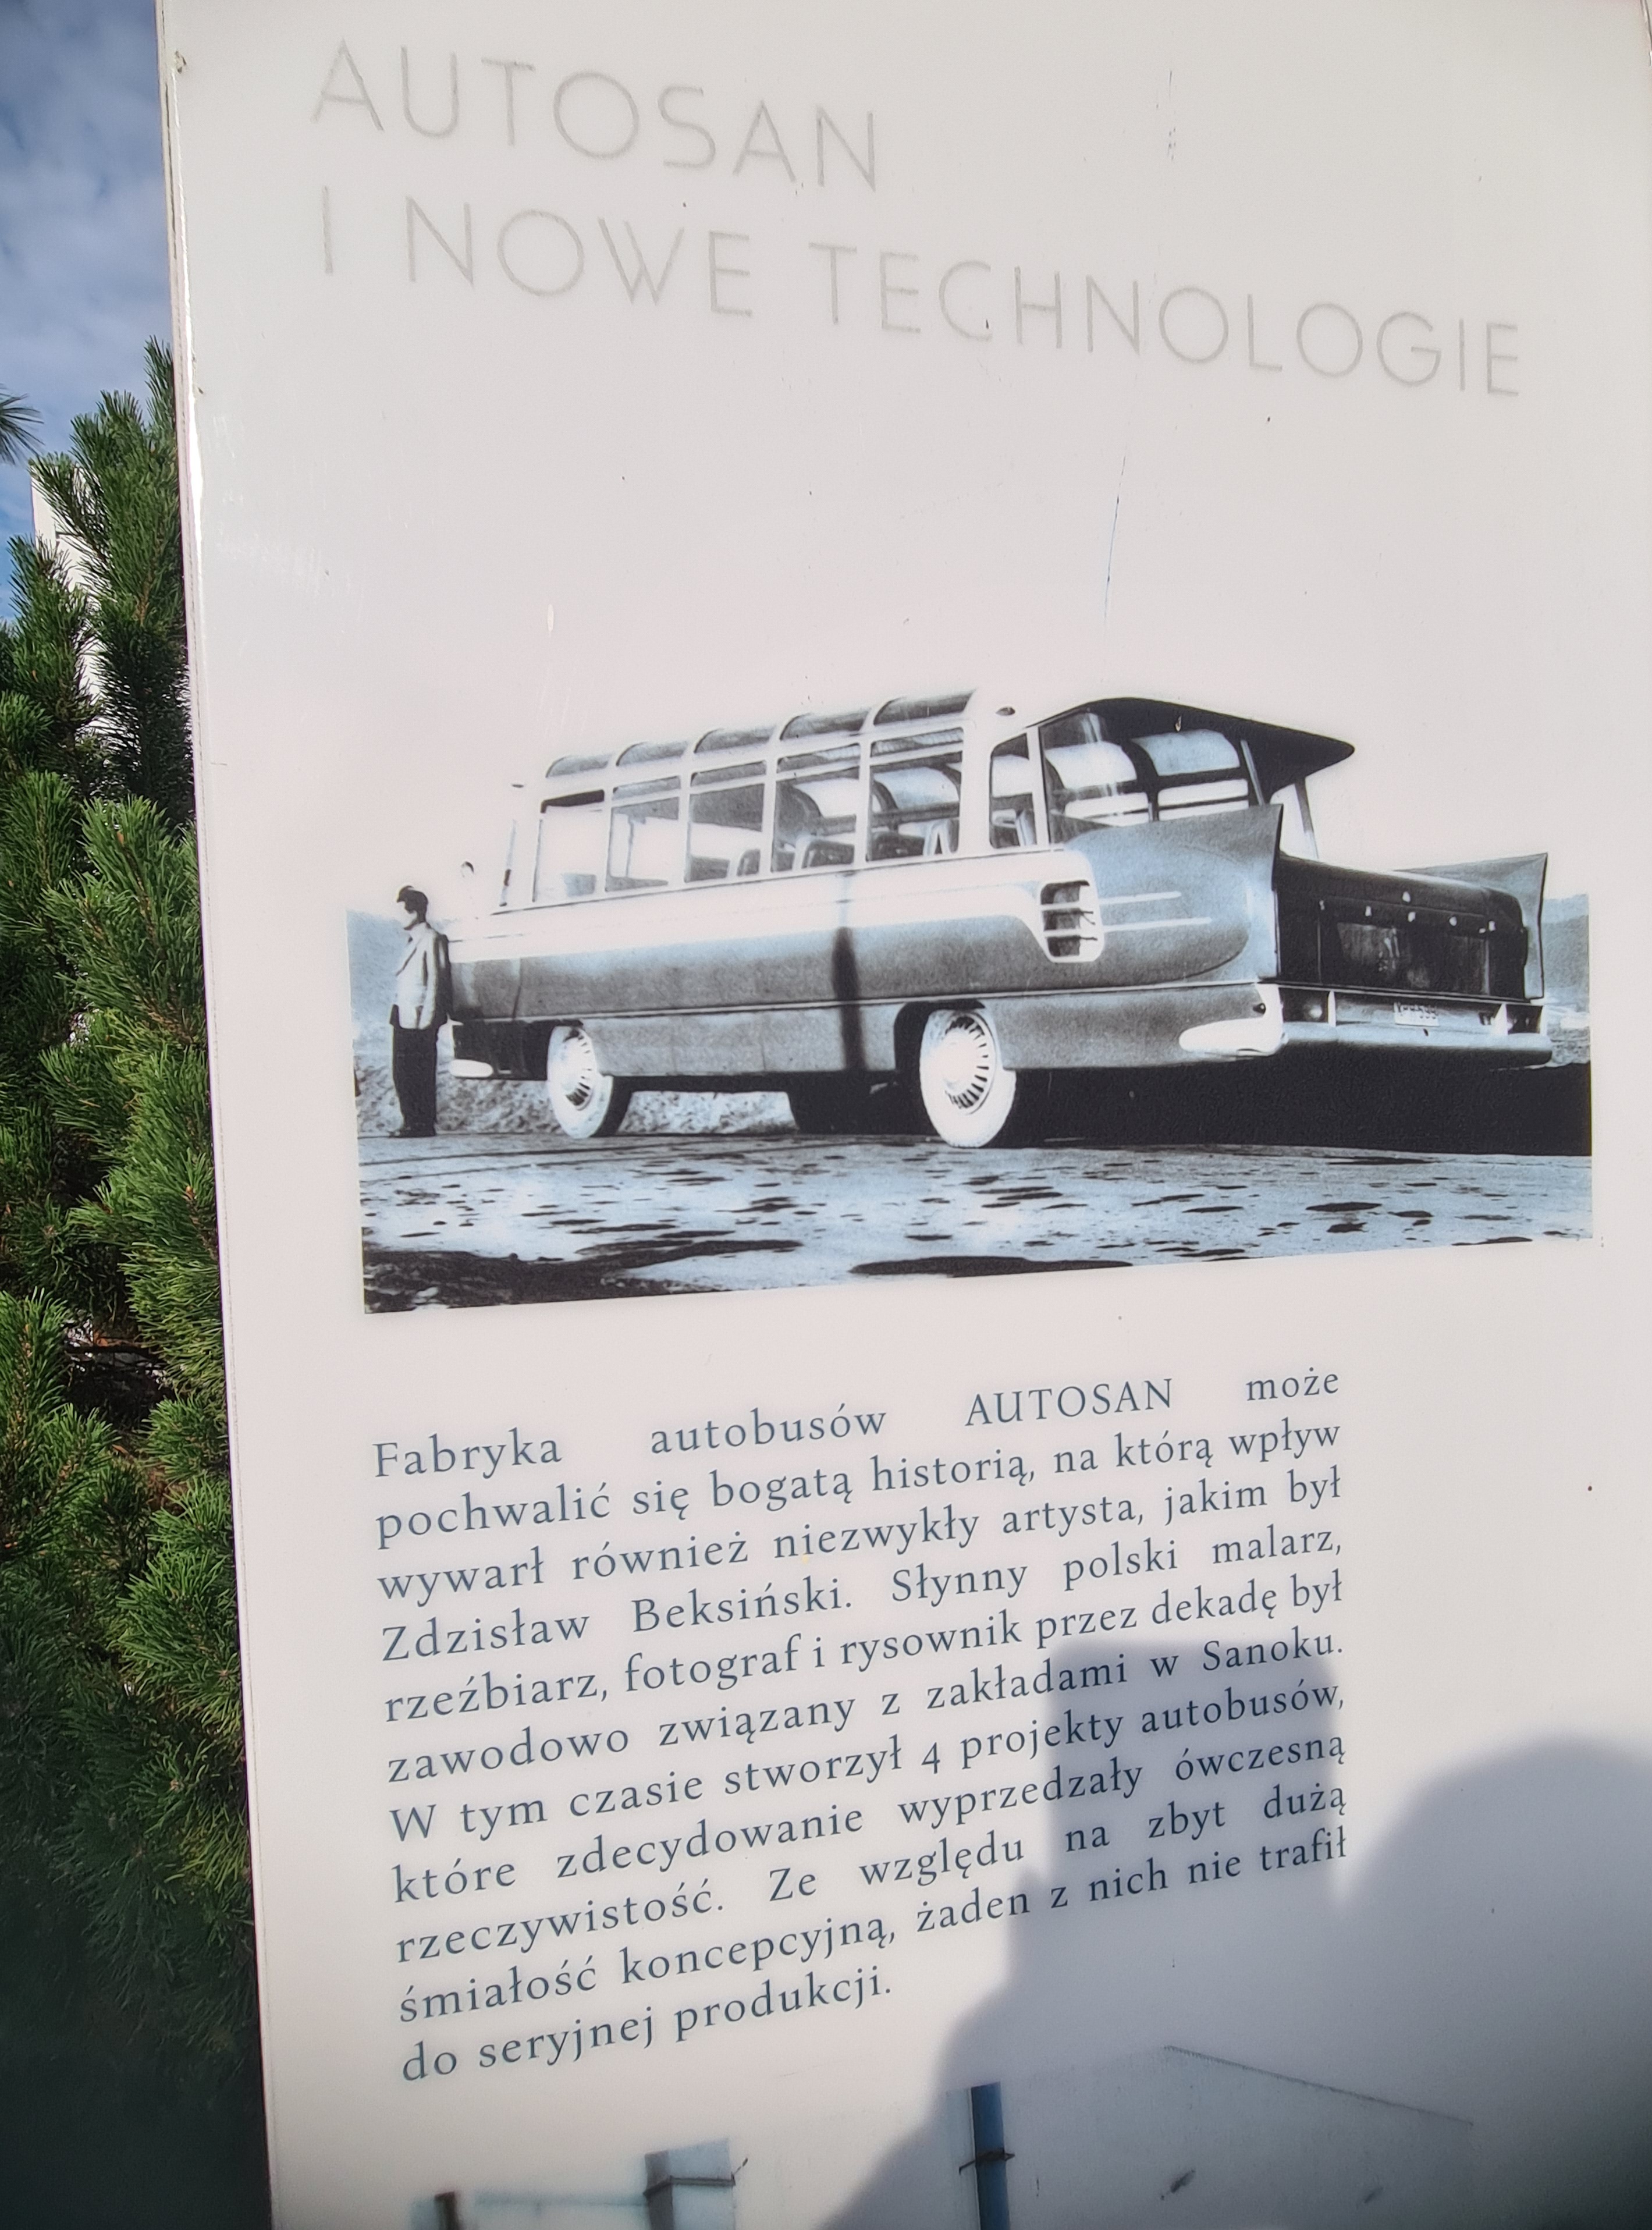 AUTOSAN
I NOWE TECHNOLOGIE
Fabryka autobusów AUTOSAN może
pochwalić się bogatą historią, na którą wpływ
wywarł również niezwykły artysta, jakim był
Zdzisław Beksiński. Słynny polski malarz,
rzeźbiarz, fotograf i rysownik przez dekadę był
zawodowo związany z zakładami w Sanoku.
W tym czasie stworzył 4 projekty autobusów,
które zdecydowanie wyprzedzały ówczesną
rzeczywistość. Ze względu na zbyt dużą
śmiałość koncepcyjną, żaden z nich nie trafił
do seryjnej produkcji.